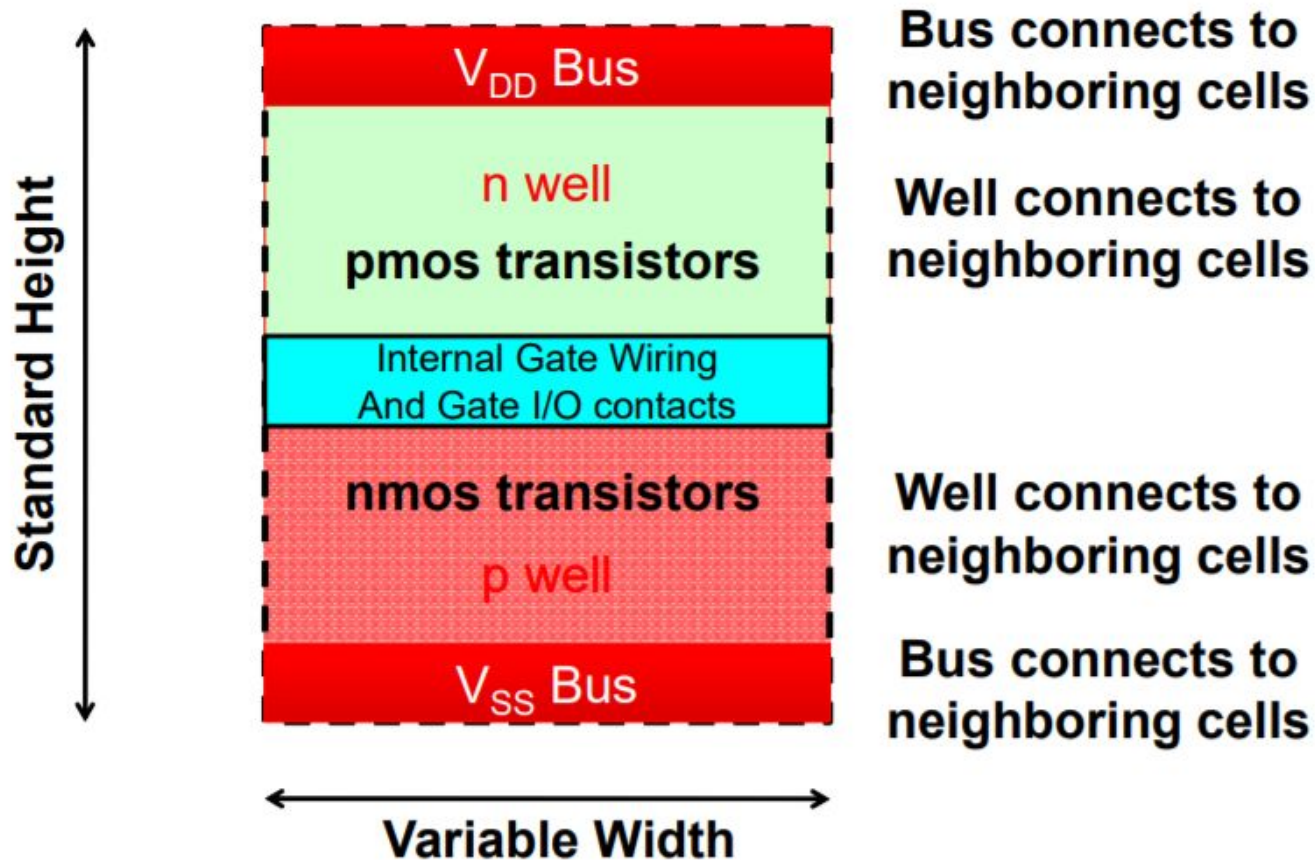 Standard Height
V_DD Bus
n well
pmos transistors
Internal Gate Wiring
And Gate I/O contacts
nmos transistors
p well
V_SS Bus
Variable Width
Bus connects to
neighboring cells
Well connects to
neighboring cells
Well connects to
neighboring cells
Bus connects to
neighboring cells